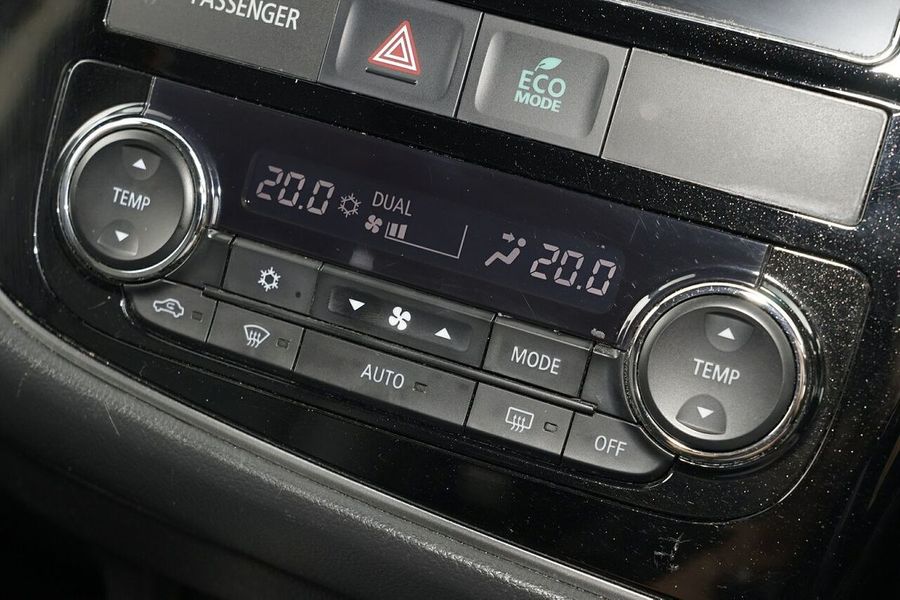 PASSENGER
ECO
MODE
20.0
DUAL
20.0
TEMP
TEMP
MODE
AUTO
OFF